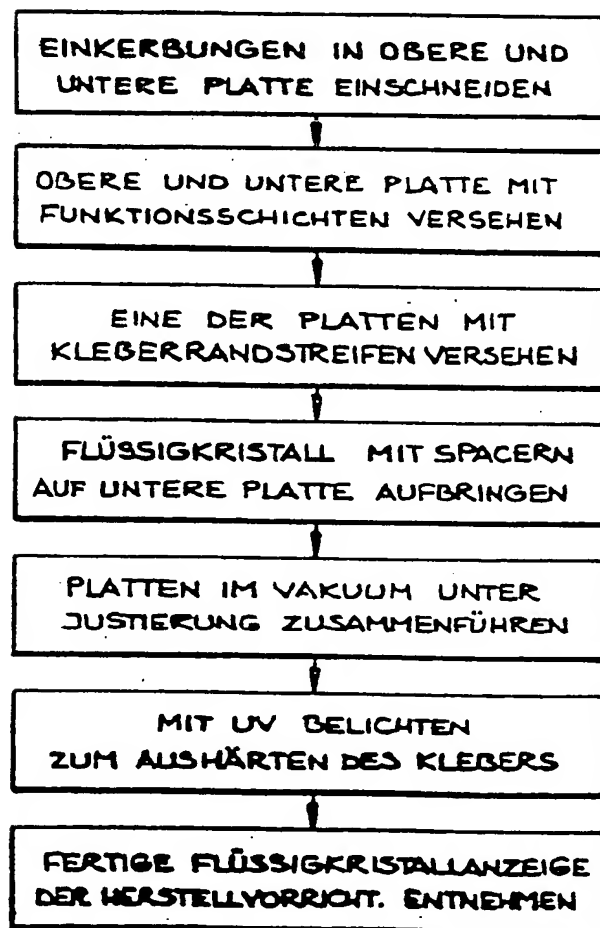 EINKERBUNGEN IN OBERE UND
UNTERE PLATTE EINSCHNEIDEN
OBERE UND UNTERE PLATTE MIT
FUNKTIONSSCHICHTEN VERSEHEN
EINE DER PLATTEN MIT
KLEBERRANDSTREIFEN VERSEHEN
FLÜSSIGKRISTALL MIT SPACERN
AUF UNTERE PLATTE AUFBRINGEN
PLATTEN IM VAKUUM UNTER
JUSTIERUNG ZUSAMMENFÜHREN
MIT UV BELICHTEN
ZUM AUSHÄRTEN DES KLEBERS
FERTIGE FLÜSSIGKRISTALLANZEIGE
DER HERSTELLVORRICHT. ENTNEHMEN